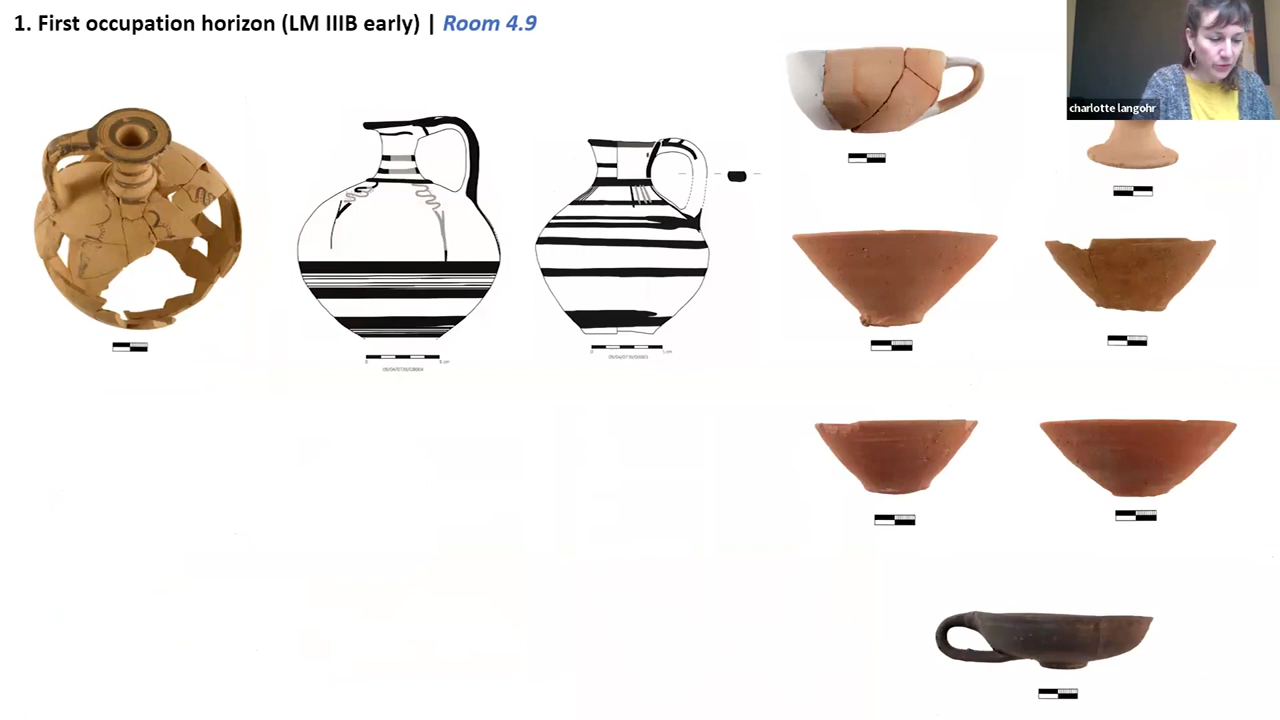 1. First occupation horizon (LM IIIB early) | Room 4.9
charlotte langohr